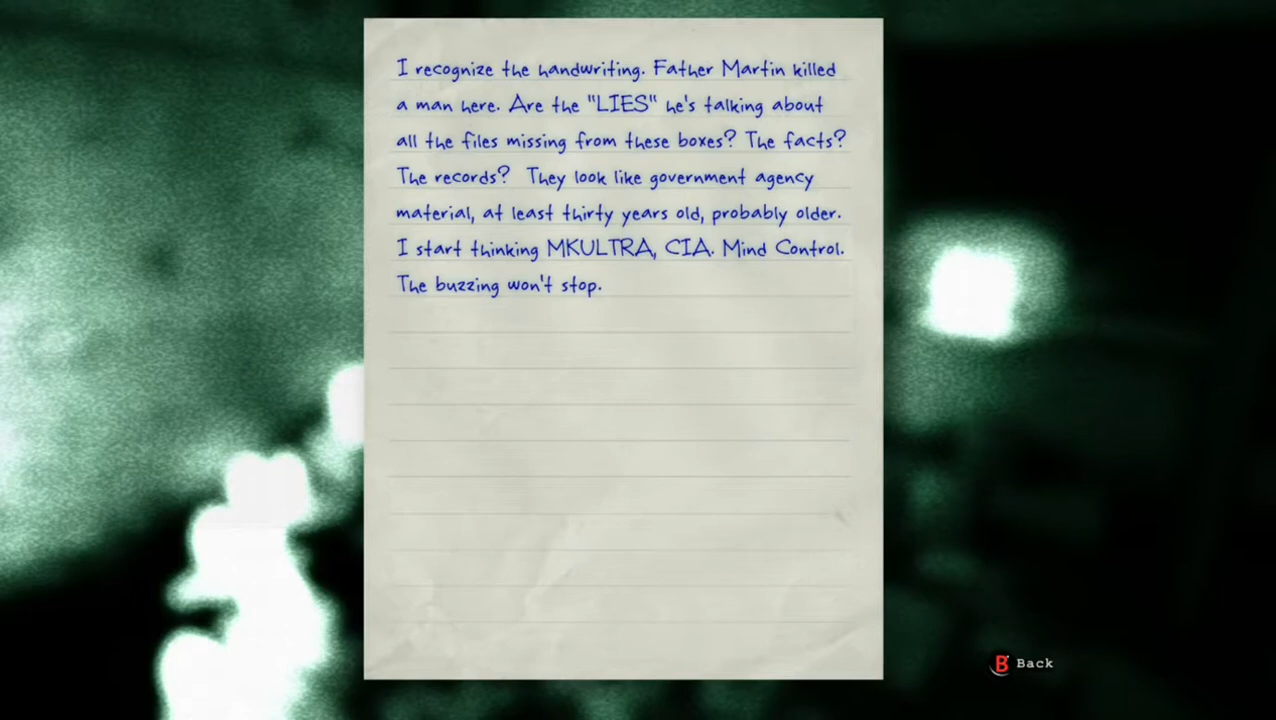 I recognize the handwriting. Father Martin killed
a man here. Are the "LIES" he's talking about
all the files missing from these boxes? The facts?
The records? They look like government agency
material, at least thirty years old, probably older.
I start thinking MKULTRA, CIA. Mind Control.
The buzzing won't stop.
B Back